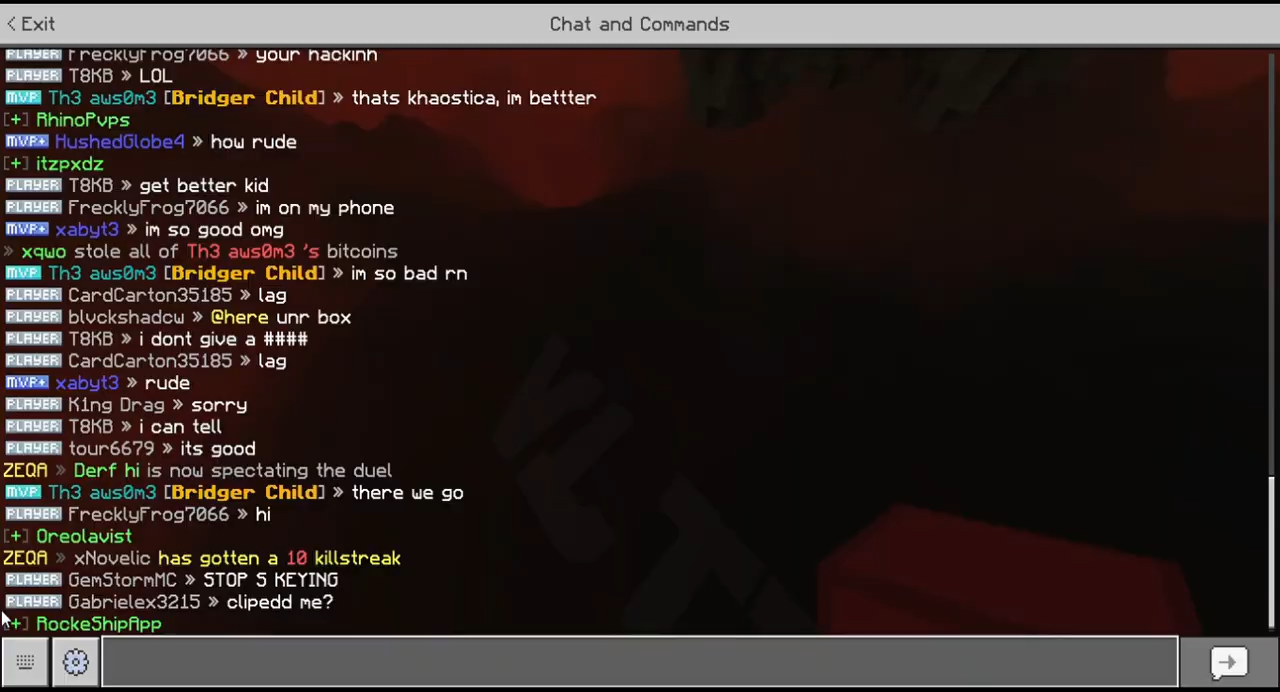 < Exit
Chat and Commands
PLAYER FrecklyFrog7066 » your hackinh
PLAYER T8KB » LOL
MVP Th3 aws0m3 [Bridger Child] » thats khaostica, im bettter
[+] RhinoPvps
MVP+ HushedGlobe4 » how rude
[+] itzpxdz
PLAYER T8KB » get better kid
PLAYER FrecklyFrog7066 » im on my phone
MVP+ xabyt3 » im so good omg
» xqwo stole all of Th3 aws0m3 's bitcoins
MVP Th3 aws0m3 [Bridger Child] » im so bad rn
PLAYER CardCarton35185 » lag
PLAYER blvckshadcw » @here unr box
PLAYER T8KB » i dont give a ####
PLAYER CardCarton35185 » lag
MVP+ xabyt3 » rude
PLAYER K1ng Drag » sorry
PLAYER T8KB » i can tell
PLAYER tour6679 » its good
ZEQA » Derf hi is now spectating the duel
MVP Th3 aws0m3 [Bridger Child] » there we go
PLAYER FrecklyFrog7066 » hi
[+] Oreolavist
ZEQA » xNovelic has gotten a 10 killstreak
PLAYER GemStormMC » STOP S KEYING
PLAYER Gabrielex3215 » clipedd me?
[+] RockeShipApp